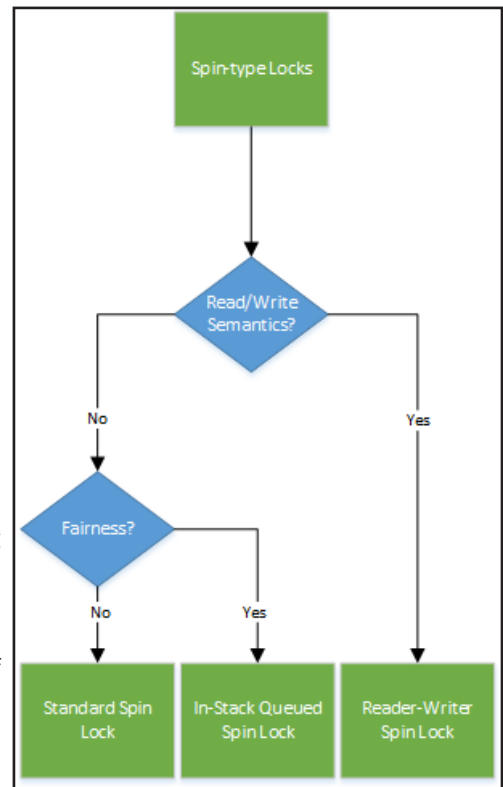 Spin-type Locks
Read/Write
Semantics?
No
Yes
Fairness?
No
Yes
Standard Spin
Lock
In-Stack Queued
Spin Lock
Reader-Writer
Spin Lock